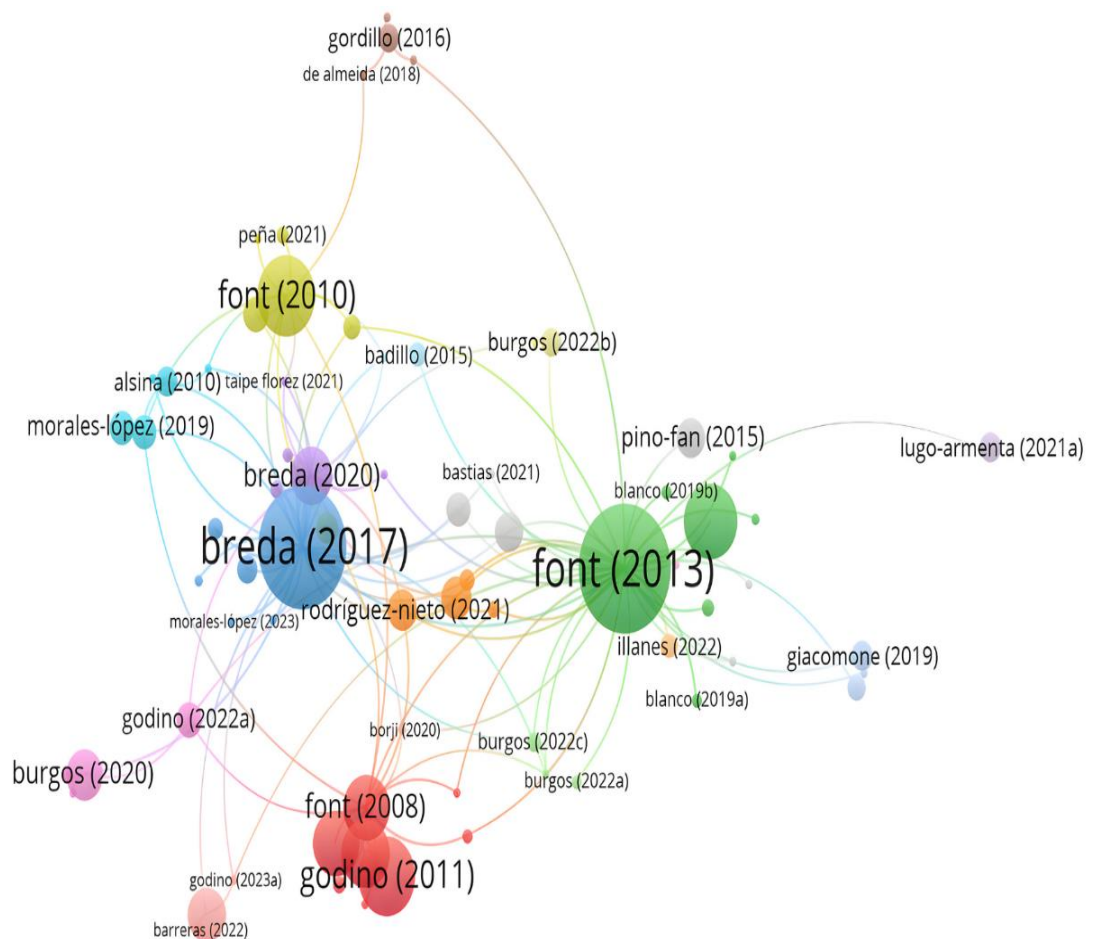 gordillo (2016)
de almeida (2018)
peña (2021)
font (2010)
burgos (2022b)
badillo (2015)
alsina (2010)
taipe florez (2021)
morales-lópez (2019)
pino-fan (2015)
lugo-armenta (2021a)
breda (2020)
bastias (2021)
blanco (2019b)
breda (2017)
font (2013)
rodríguez-nieto (2021)
morales-lópez (2023)
illanes (2022)
giacomone (2019)
blanco (2019a)
godino (2022a)
borji (2020)
burgos (2022c)
burgos (2020)
burgos (2022a)
font (2008)
godino (2011)
godino (2023a)
barreras (2022)